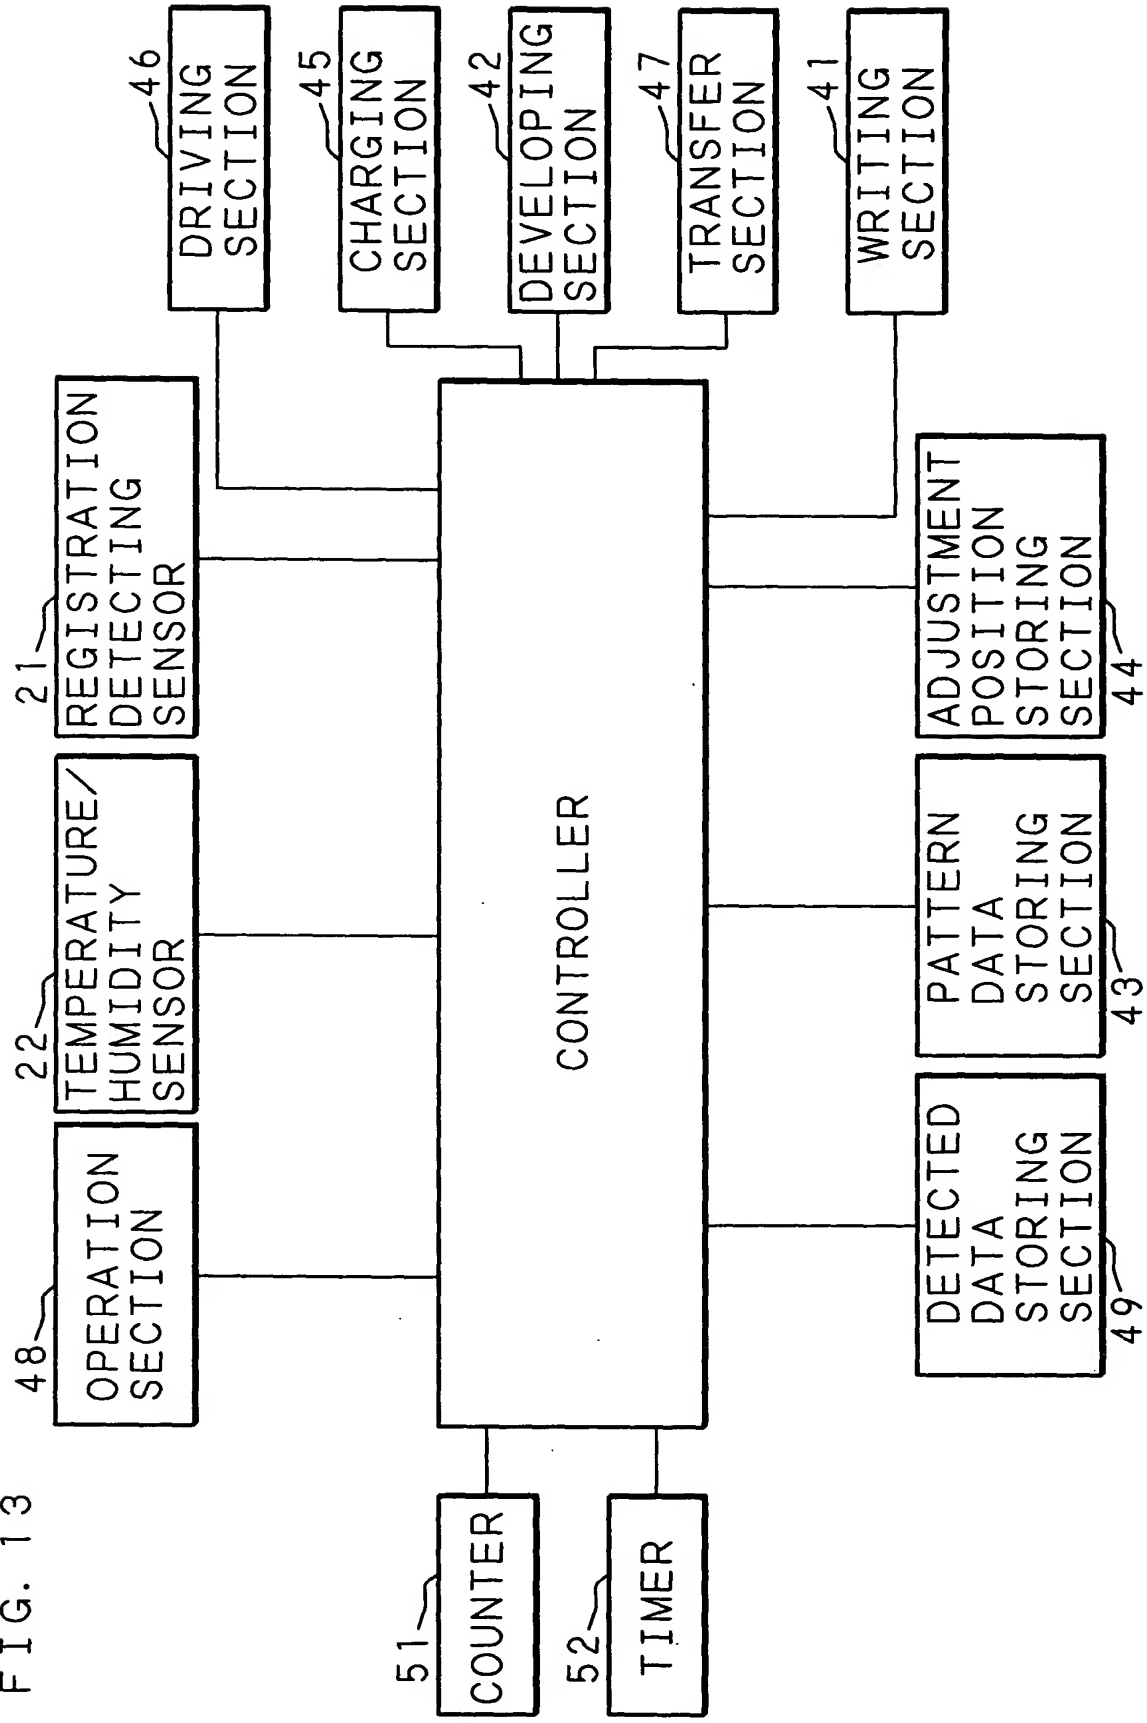 FIG. 13
48
OPERATION
SECTION
22
TEMPERATURE/
HUMIDITY
SENSOR
21
REGISTRATION
DETECTING
SENSOR
46
DRIVING
SECTION
45
CHARGING
SECTION
42
DEVELOPING
SECTION
47
TRANSFER
SECTION
41
WRITING
SECTION
51
COUNTER
52
TIMER
CONTROLLER
DETECTED
DATA
STORING
SECTION
49
PATTERN
DATA
STORING
SECTION
43
ADJUSTMENT
POSITION
STORING
SECTION
44